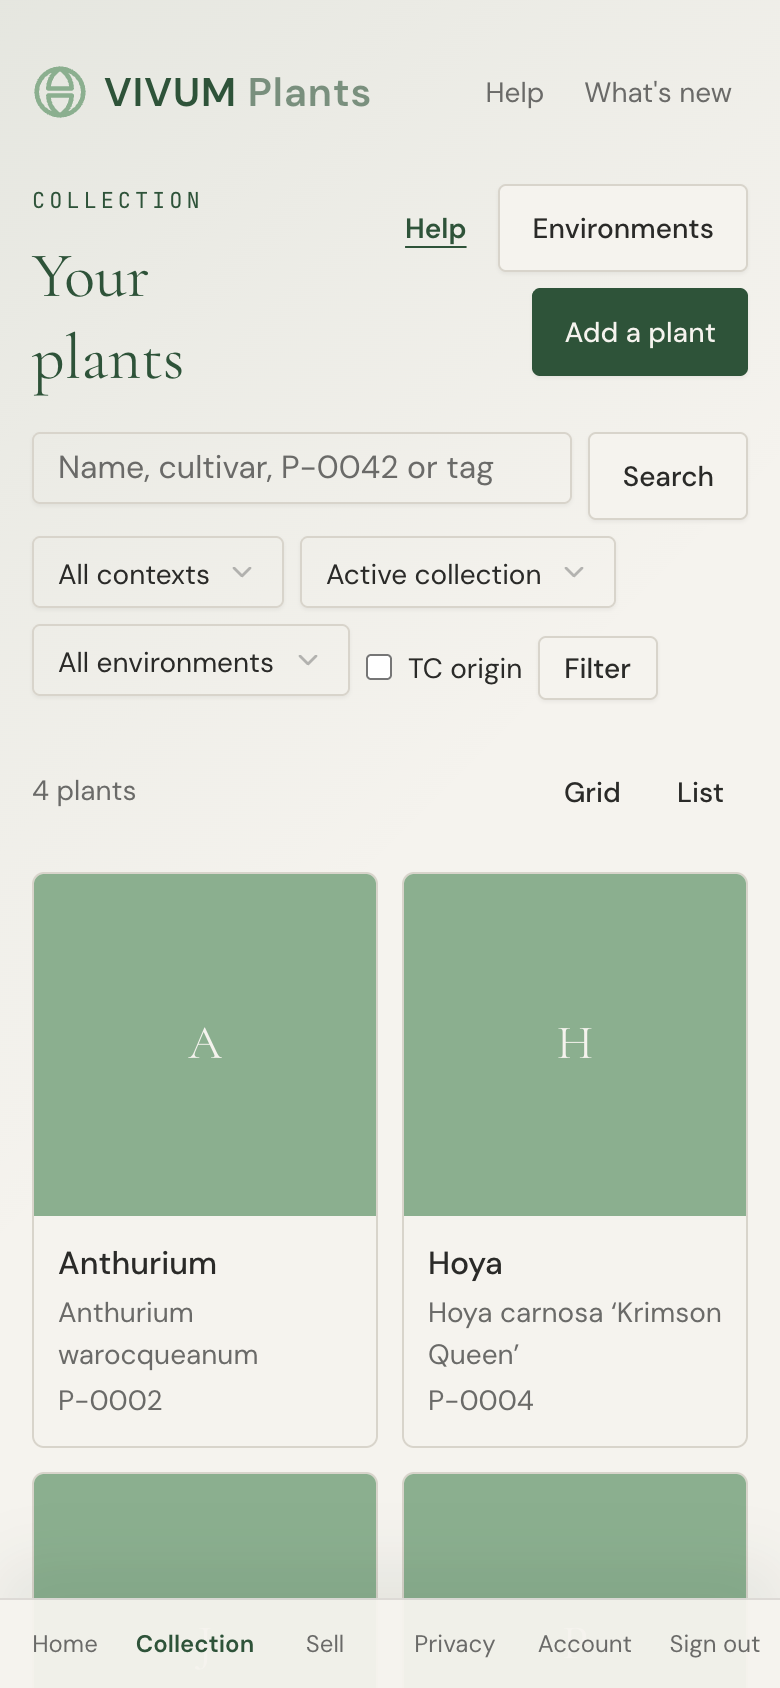 VIVUM Plants
Help
What's new
COLLECTION
Your
plants
Help
Environments
Add a plant
Name, cultivar, P-0042 or tag
Search
All contexts
Active collection
All environments
TC origin
Filter
4 plants
Grid
List
A
H
Anthurium
Anthurium
warocqueanum
P-0002
Hoya
Hoya carnosa ‘Krimson
Queen’
P-0004
Home
Collection
Sell
Privacy
Account
Sign out